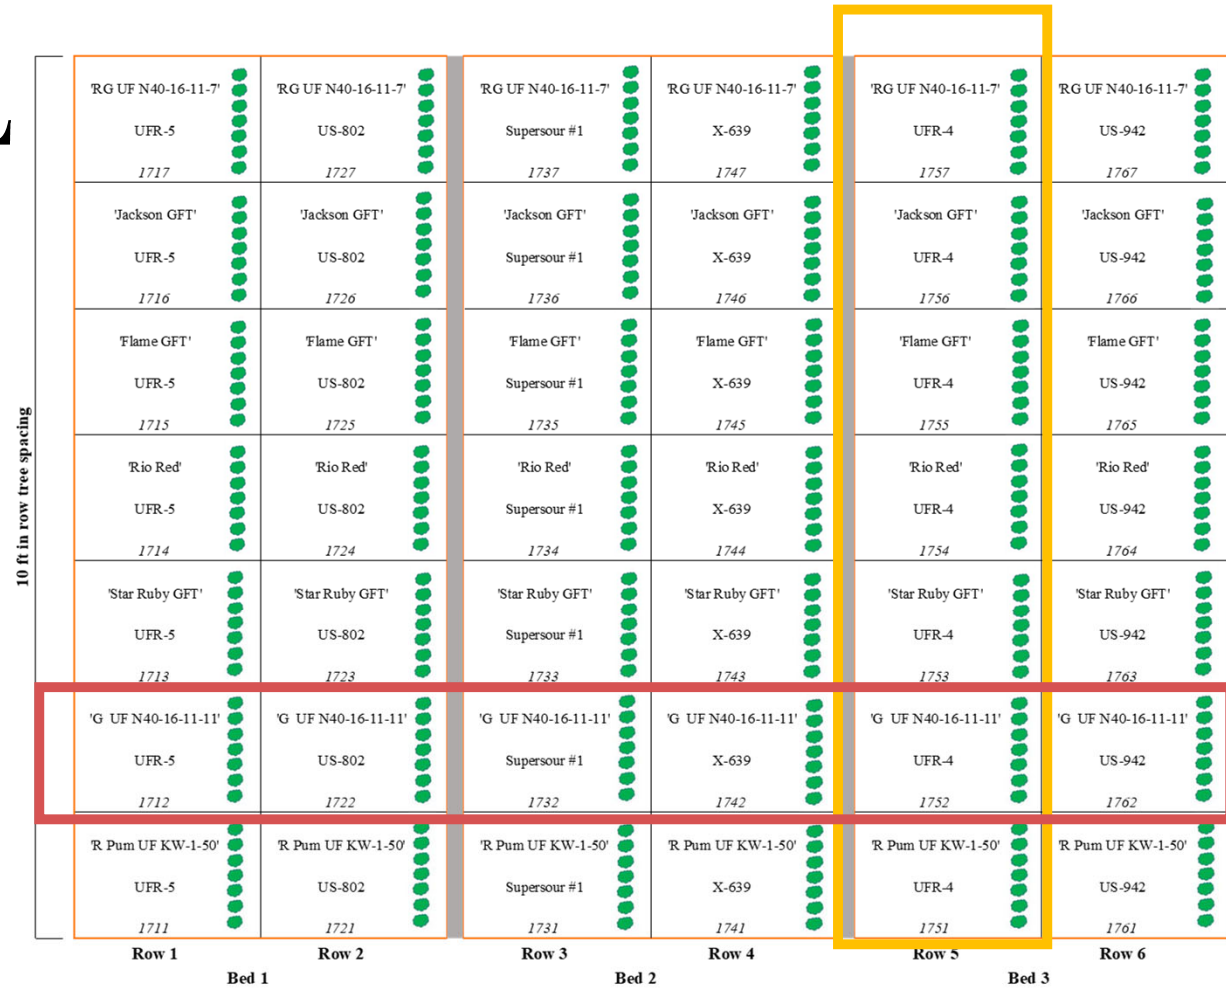 'RG UF N40-16-11-7' 'RG UF N40-16-11-7' 'RG UF N40-16-11-7' 'RG UF N40-16-11-7' 'RG UF N40-16-11-7' 'RG UF N40-16-11-7'
UFR-5 US-802 Supersour #1 X-639 UFR-4 US-942
1717 1727 1737 1747 1757 1767
'Jackson GFT' 'Jackson GFT' 'Jackson GFT' 'Jackson GFT' 'Jackson GFT' 'Jackson GFT'
UFR-5 US-802 Supersour #1 X-639 UFR-4 US-942
1716 1726 1736 1746 1756 1766
'Flame GFT' 'Flame GFT' 'Flame GFT' 'Flame GFT' 'Flame GFT' 'Flame GFT'
UFR-5 US-802 Supersour #1 X-639 UFR-4 US-942
1715 1725 1735 1745 1755 1765
10 ft in row tree spacing
'Rio Red' 'Rio Red' 'Rio Red' 'Rio Red' 'Rio Red' 'Rio Red'
UFR-5 US-802 Supersour #1 X-639 UFR-4 US-942
1714 1724 1734 1744 1754 1764
'Star Ruby GFT' 'Star Ruby GFT' 'Star Ruby GFT' 'Star Ruby GFT' 'Star Ruby GFT' 'Star Ruby GFT'
UFR-5 US-802 Supersour #1 X-639 UFR-4 US-942
1713 1723 1733 1743 1753 1763
'G UF N40-16-11-11' 'G UF N40-16-11-11' 'G UF N40-16-11-11' 'G UF N40-16-11-11' 'G UF N40-16-11-11' 'G UF N40-16-11-11'
UFR-5 US-802 Supersour #1 X-639 UFR-4 US-942
1712 1722 1732 1742 1752 1762
'R Pum UF KW-1-50' 'R Pum UF KW-1-50' 'R Pum UF KW-1-50' 'R Pum UF KW-1-50' 'R Pum UF KW-1-50' 'R Pum UF KW-1-50'
UFR-5 US-802 Supersour #1 X-639 UFR-4 US-942
1711 1721 1731 1741 1751 1761
Row 1 Row 2 Row 3 Row 4 Row 5 Row 6
Bed 1 Bed 2 Bed 3